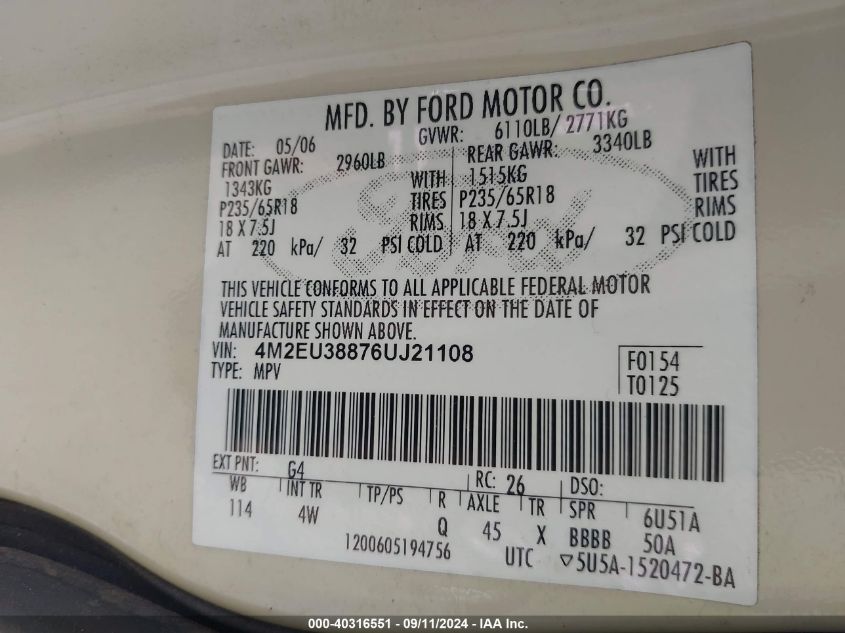 MFD. BY FORD MOTOR CO.
DATE: 05/06 GVWR: 6110LB/ 2771KG
FRONT GAWR: 2960LB REAR GAWR: 3340LB
1343KG WITH 1515KG WITH
P235/65R18 TIRES P235/65R18 TIRES
18 X 7.5J RIMS 18 X 7.5J RIMS
AT 220 kPa/ 32 PSI COLD AT 220 kPa/ 32 PSI COLD
Ford
THIS VEHICLE CONFORMS TO ALL APPLICABLE FEDERAL MOTOR
VEHICLE SAFETY STANDARDS IN EFFECT ON THE DATE OF
MANUFACTURE SHOWN ABOVE.
VIN: 4M2EU38876UJ21108
TYPE: MPV
F0154
T0125
EXT PNT: G4 RC: 26 DSO:
WB INT TR TP/PS R AXLE TR SPR 6U51A
114 4W Q 45 X BBBB 50A
1200605194756 UTC ▽5U5A-1520472-BA
000-40316551 - 09/11/2024 - IAA Inc.